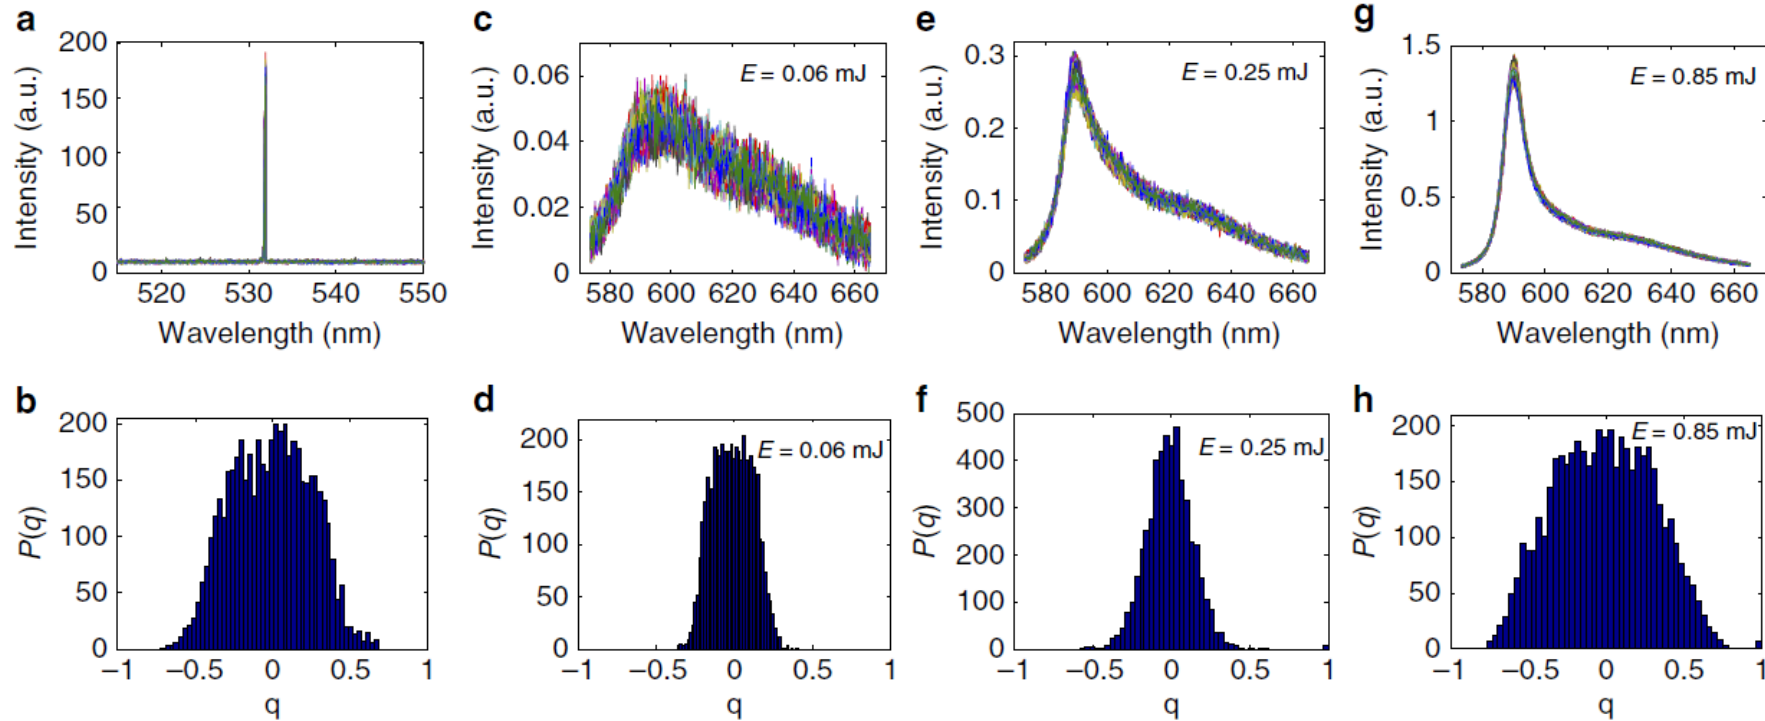 a
Intensity (a.u.)
200
150
100
50
0
520
530
540
550
Wavelength (nm)
c
Intensity (a.u.)
0.06
0.04
0.02
0
E = 0.06 mJ
580
600
620
640
660
Wavelength (nm)
e
Intensity (a.u.)
0.3
0.2
0.1
0
E = 0.25 mJ
580
600
620
640
660
Wavelength (nm)
g
Intensity (a.u.)
1.5
1
0.5
0
E = 0.85 mJ
580
600
620
640
660
Wavelength (nm)
b
P(q)
200
150
100
50
0
−1
−0.5
0
0.5
1
q
d
P(q)
200
150
100
50
0
E = 0.06 mJ
−1
−0.5
0
0.5
1
q
f
P(q)
500
400
300
200
100
0
E = 0.25 mJ
−1
−0.5
0
0.5
1
q
h
P(q)
200
150
100
50
0
E = 0.85 mJ
−1
−0.5
0
0.5
1
q